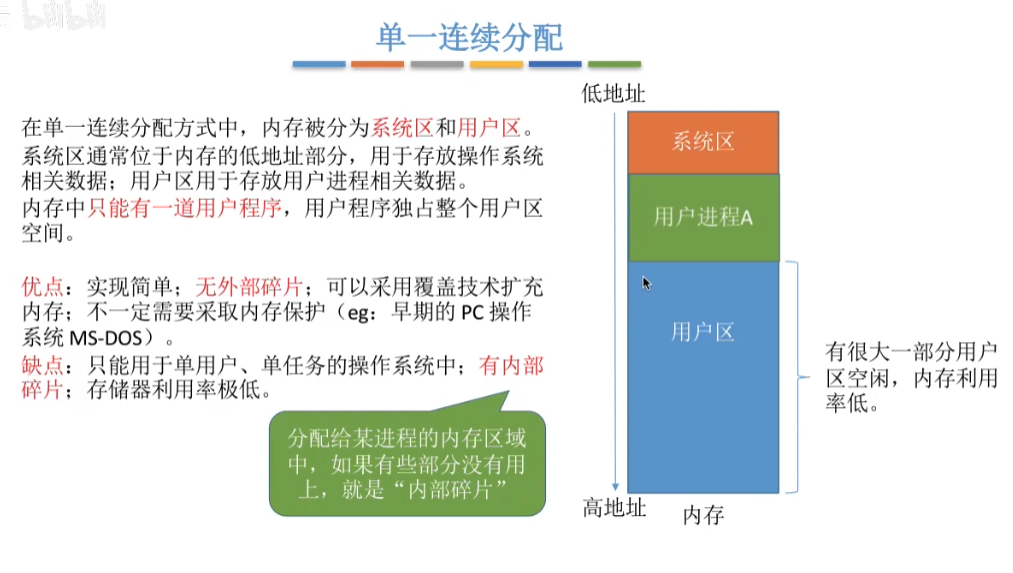 bilibili
单一连续分配
在单一连续分配方式中，内存被分为系统区和用户区。
系统区通常位于内存的低地址部分，用于存放操作系统
相关数据；用户区用于存放用户进程相关数据。
内存中只能有一道用户程序，用户程序独占整个用户区
空间。
优点：实现简单；无外部碎片；可以采用覆盖技术扩充
内存；不一定需要采取内存保护（eg：早期的 PC 操作
系统 MS-DOS）。
缺点：只能用于单用户、单任务的操作系统中；有内部
碎片；存储器利用率极低。
分配给某进程的内存区域
中，如果有些部分没有用
上，就是“内部碎片”
低地址
系统区
用户进程A
用户区
高地址
内存
有很大一部分用户
区空闲，内存利用
率低。